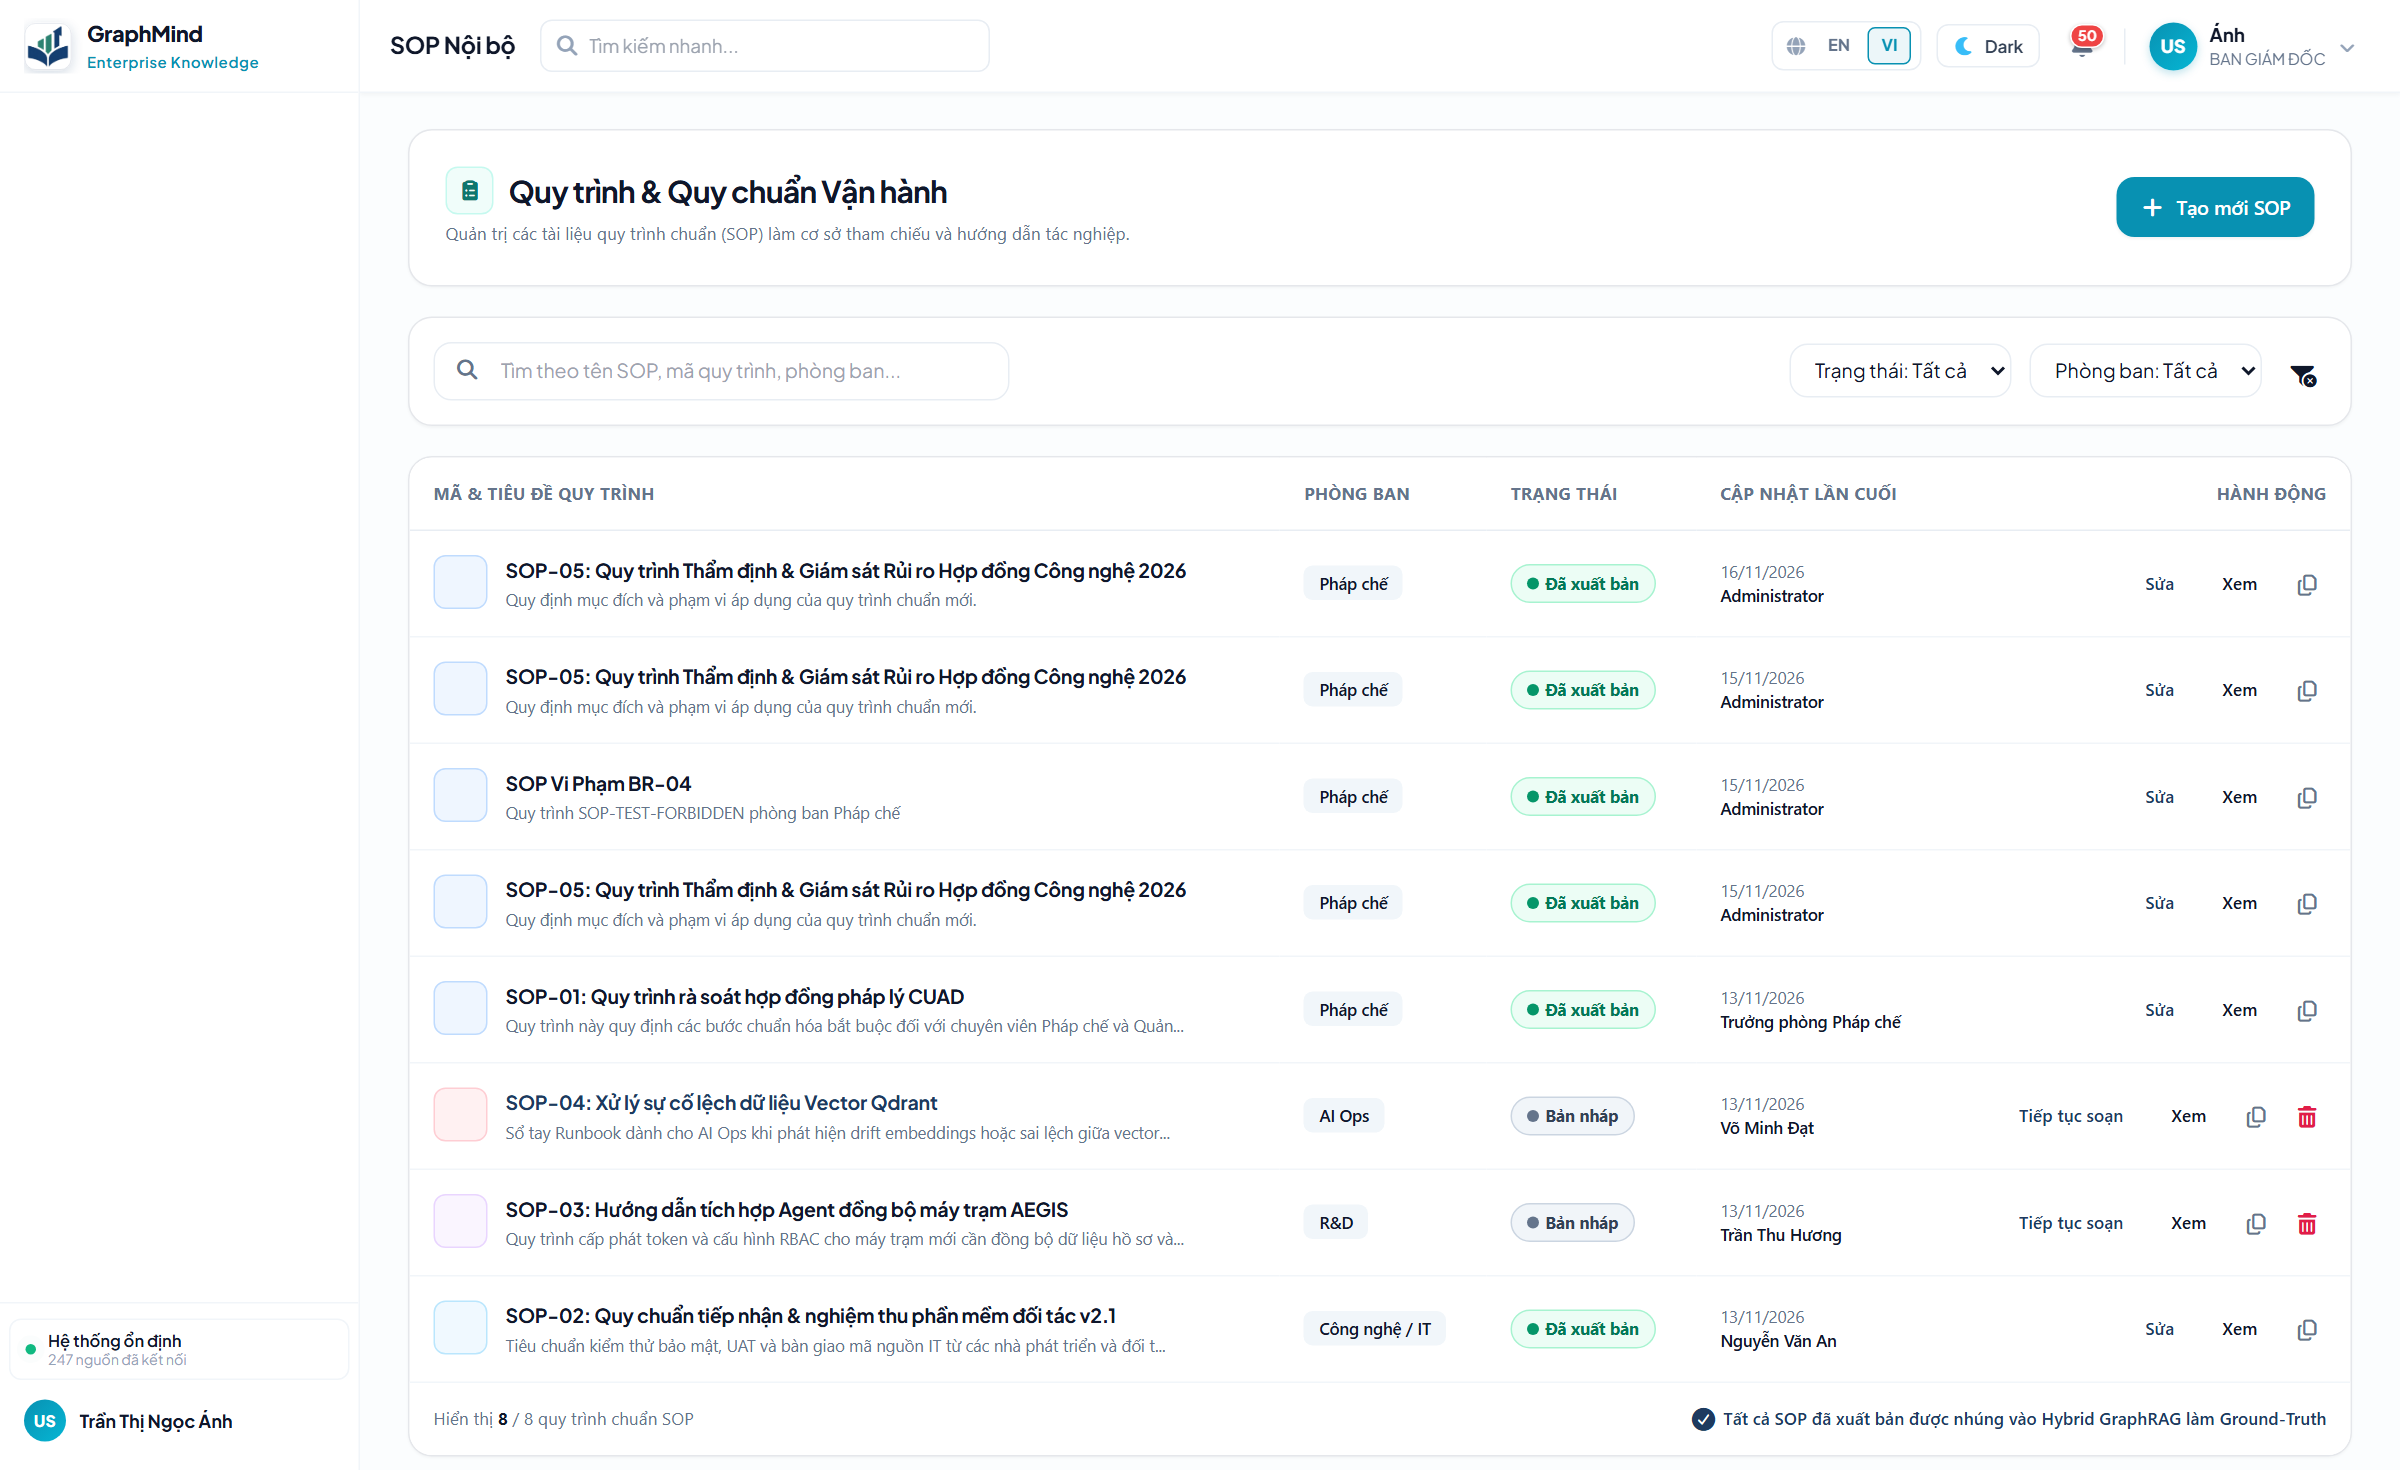 GraphMind
Enterprise Knowledge
SOP Nội bộ
Tìm kiếm nhanh...
EN
VI
Dark
50
US
Ánh
BAN GIÁM ĐỐC
Quy trình & Quy chuẩn Vận hành
Quản trị các tài liệu quy trình chuẩn (SOP) làm cơ sở tham chiếu và hướng dẫn tác nghiệp.
+ Tạo mới SOP
Tìm theo tên SOP, mã quy trình, phòng ban...
Trạng thái: Tất cả
Phòng ban: Tất cả
MÃ & TIÊU ĐỀ QUY TRÌNH
PHÒNG BAN
TRẠNG THÁI
CẬP NHẬT LẦN CUỐI
HÀNH ĐỘNG
SOP-05: Quy trình Thẩm định & Giám sát Rủi ro Hợp đồng Công nghệ 2026
Quy định mục đích và phạm vi áp dụng của quy trình chuẩn mới.
Pháp chế
Đã xuất bản
16/11/2026
Administrator
Sửa
Xem
SOP-05: Quy trình Thẩm định & Giám sát Rủi ro Hợp đồng Công nghệ 2026
Quy định mục đích và phạm vi áp dụng của quy trình chuẩn mới.
Pháp chế
Đã xuất bản
15/11/2026
Administrator
Sửa
Xem
SOP Vi Phạm BR-04
Quy trình SOP-TEST-FORBIDDEN phòng ban Pháp chế
Pháp chế
Đã xuất bản
15/11/2026
Administrator
Sửa
Xem
SOP-05: Quy trình Thẩm định & Giám sát Rủi ro Hợp đồng Công nghệ 2026
Quy định mục đích và phạm vi áp dụng của quy trình chuẩn mới.
Pháp chế
Đã xuất bản
15/11/2026
Administrator
Sửa
Xem
SOP-01: Quy trình rà soát hợp đồng pháp lý CUAD
Quy trình này quy định các bước chuẩn hóa bắt buộc đối với chuyên viên Pháp chế và Quản...
Pháp chế
Đã xuất bản
13/11/2026
Trưởng phòng Pháp chế
Sửa
Xem
SOP-04: Xử lý sự cố lệch dữ liệu Vector Qdrant
Sổ tay Runbook dành cho AI Ops khi phát hiện drift embeddings hoặc sai lệch giữa vector...
AI Ops
Bản nháp
13/11/2026
Võ Minh Đạt
Tiếp tục soạn
Xem
SOP-03: Hướng dẫn tích hợp Agent đồng bộ máy trạm AEGIS
Quy trình cấp phát token và cấu hình RBAC cho máy trạm mới cần đồng bộ dữ liệu hồ sơ và...
R&D
Bản nháp
13/11/2026
Trần Thu Hương
Tiếp tục soạn
Xem
SOP-02: Quy chuẩn tiếp nhận & nghiệm thu phần mềm đối tác v2.1
Tiêu chuẩn kiểm thử bảo mật, UAT và bàn giao mã nguồn IT từ các nhà phát triển và đối t...
Công nghệ / IT
Đã xuất bản
13/11/2026
Nguyễn Văn An
Sửa
Xem
Hiển thị 8 / 8 quy trình chuẩn SOP
Tất cả SOP đã xuất bản được nhúng vào Hybrid GraphRAG làm Ground-Truth
Hệ thống ổn định
247 nguồn đã kết nối
US
Trần Thị Ngọc Ánh